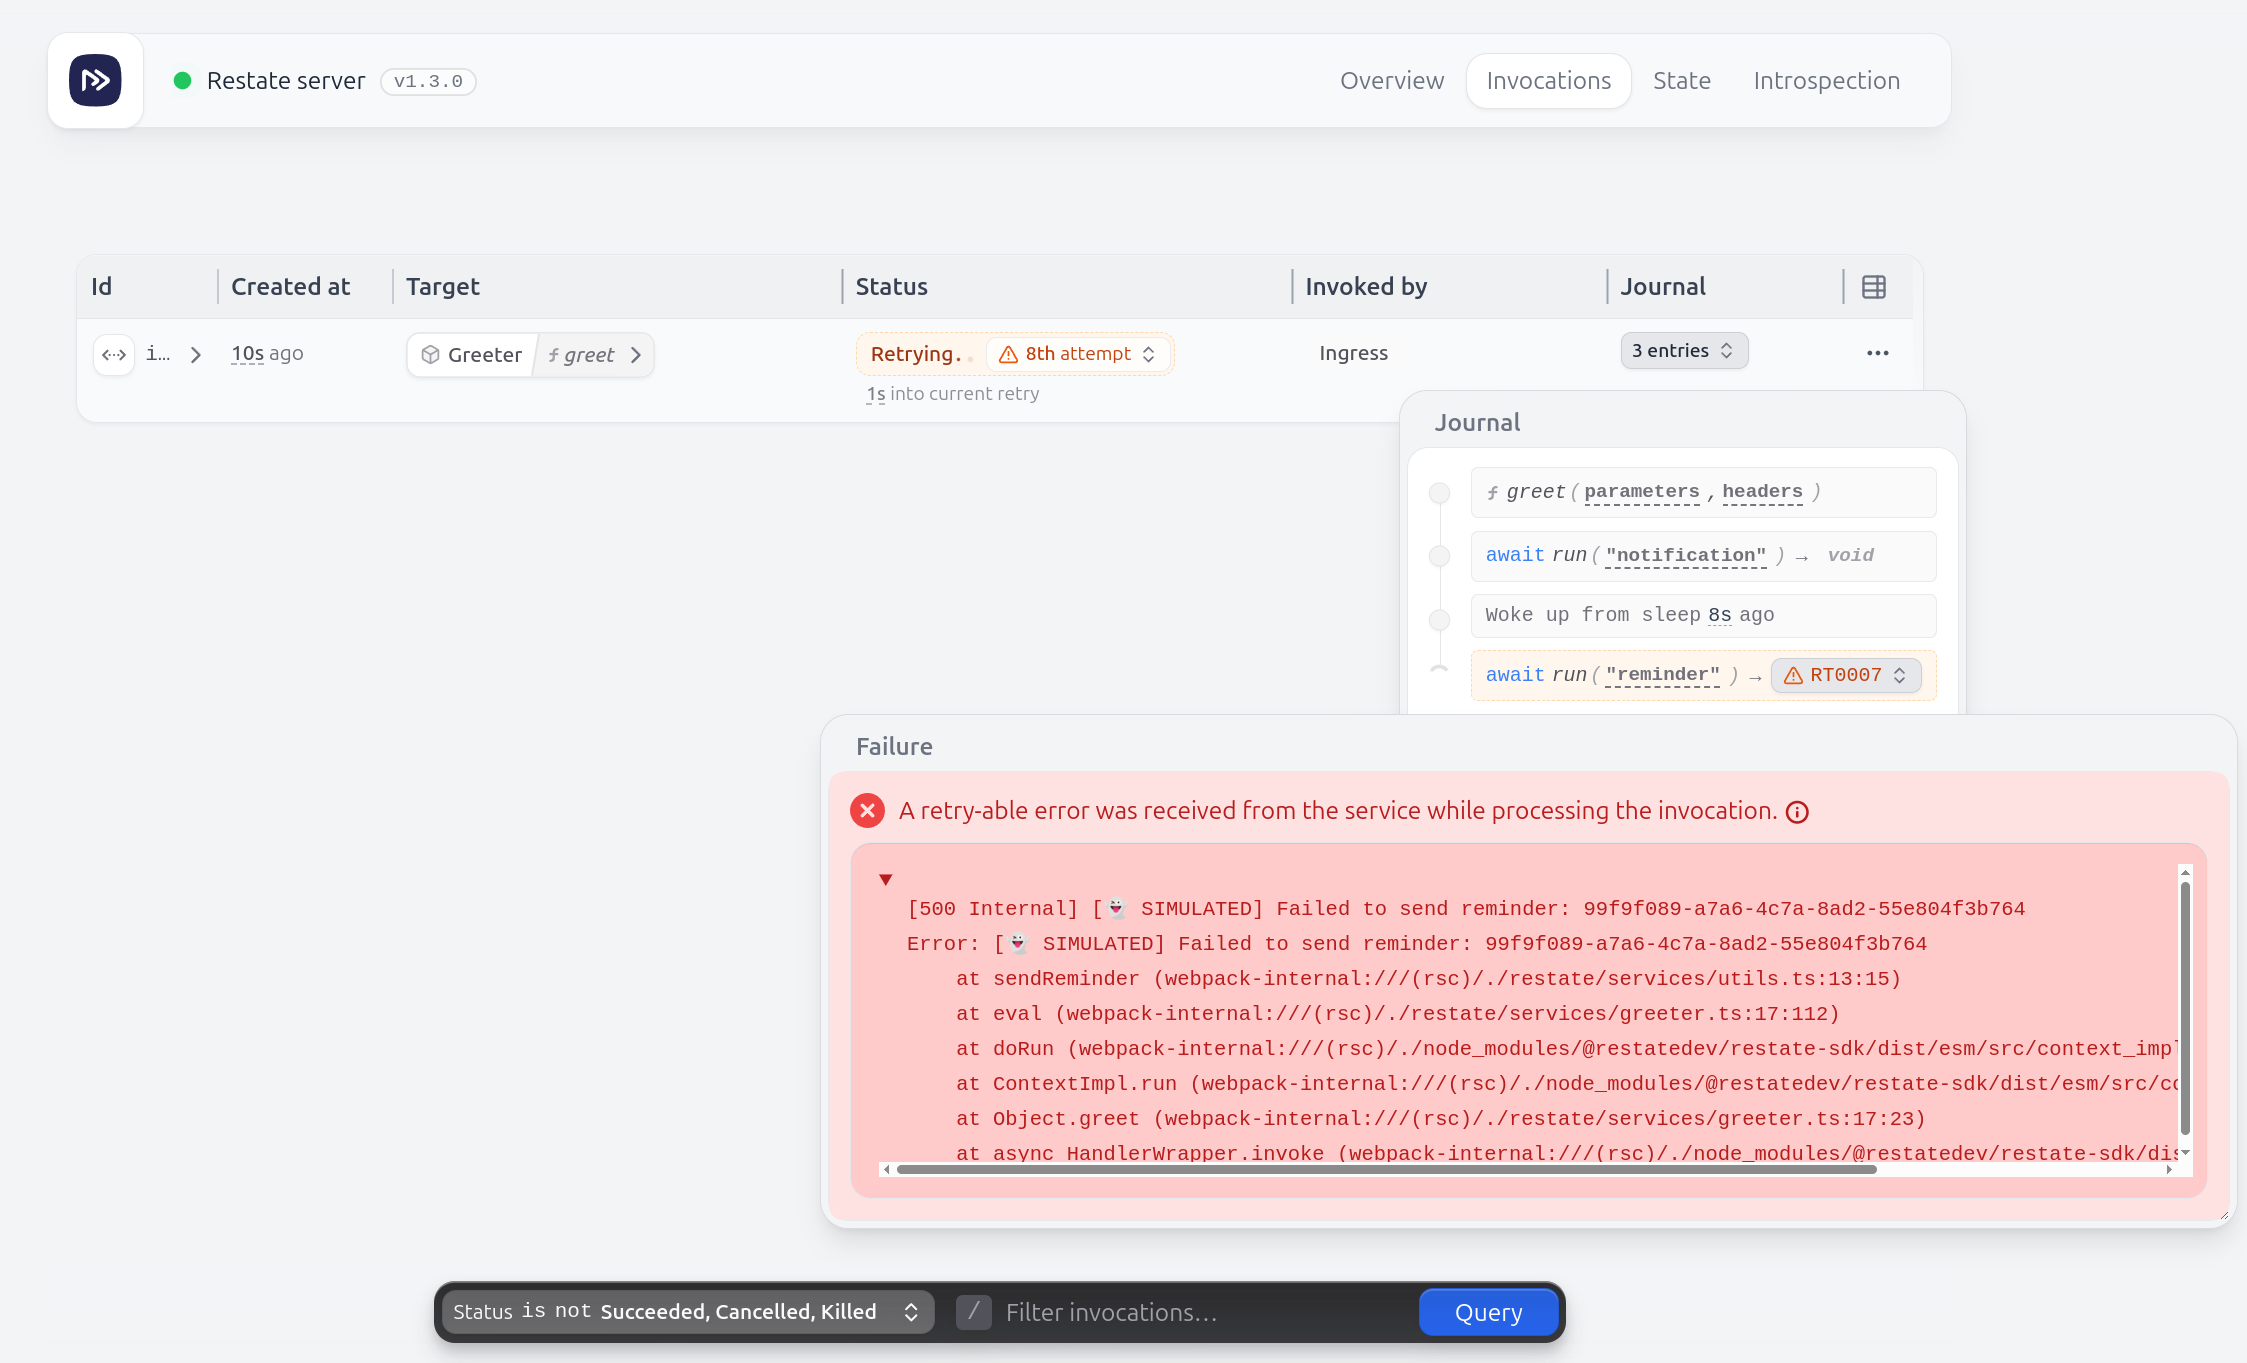 Restate server v1.3.0 Overview Invocations State Introspection
Id Created at Target Status Invoked by Journal
i... 10s ago Greeter ƒ greet Retrying.. 8th attempt Ingress 3 entries
1s into current retry
Journal
ƒ greet(parameters, headers)
await run("notification") → void
Woke up from sleep 8s ago
await run("reminder") → RT0007
Failure
A retry-able error was received from the service while processing the invocation.
[500 Internal] [👻 SIMULATED] Failed to send reminder: 99f9f089-a7a6-4c7a-8ad2-55e804f3b764
Error: [👻 SIMULATED] Failed to send reminder: 99f9f089-a7a6-4c7a-8ad2-55e804f3b764
at sendReminder (webpack-internal:///(rsc)/./restate/services/utils.ts:13:15)
at eval (webpack-internal:///(rsc)/./restate/services/greeter.ts:17:112)
at doRun (webpack-internal:///(rsc)/./node_modules/@restatedev/restate-sdk/dist/esm/src/context_impl
at ContextImpl.run (webpack-internal:///(rsc)/./node_modules/@restatedev/restate-sdk/dist/esm/src/co
at Object.greet (webpack-internal:///(rsc)/./restate/services/greeter.ts:17:23)
at async HandlerWrapper.invoke (webpack-internal:///(rsc)/./node_modules/@restatedev/restate-sdk/dis
Status is not Succeeded, Cancelled, Killed / Filter invocations... Query